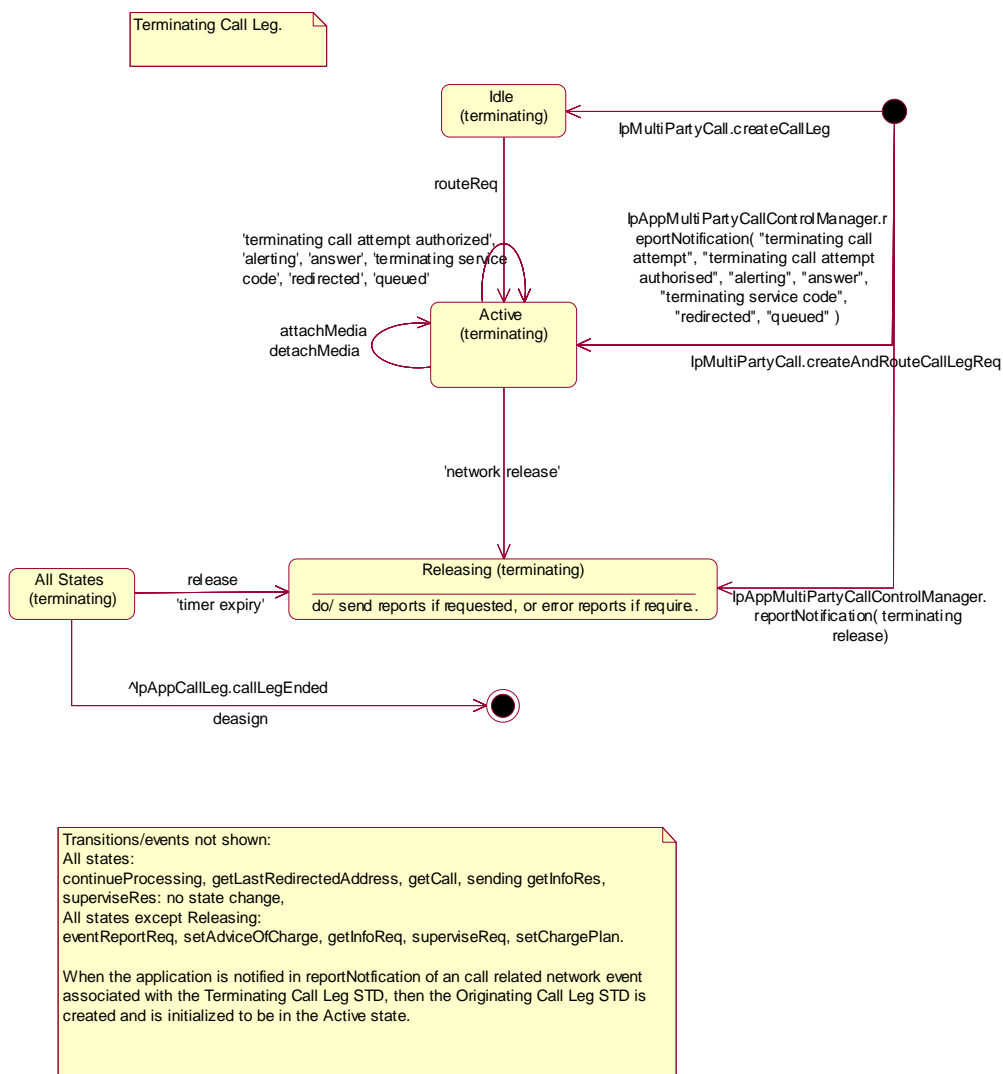 Terminating Call Leg.
Idle
(terminating)
IpMultiPartyCall.createCallLeg
routeReq
IpAppMultiPartyCallControlManager.r
eportNotification( "terminating call
attempt", "terminating call attempt
authorised", "alerting", "answer",
"terminating service code",
"redirected", "queued" )
'terminating call attempt authorized',
'alerting', 'answer', 'terminating service
code', 'redirected', 'queued'
Active
(terminating)
attachMedia
detachMedia
IpMultiPartyCall.createAndRouteCallLegReq
'network release'
All States
(terminating)
release
'timer expiry'
Releasing (terminating)
do/ send reports if requested, or error reports if require..
IpAppMultiPartyCallControlManager.
reportNotification( terminating
release)
^IpAppCallLeg.callLegEnded
deasign
Transitions/events not shown:
All states:
continueProcessing, getLastRedirectedAddress, getCall, sending getInfoRes,
superviseRes: no state change,
All states except Releasing:
eventReportReq, setAdviceOfCharge, getInfoReq, superviseReq, setChargePlan.
When the application is notified in reportNotfication of an call related network event
associated with the Terminating Call Leg STD, then the Originating Call Leg STD is
created and is initialized to be in the Active state.